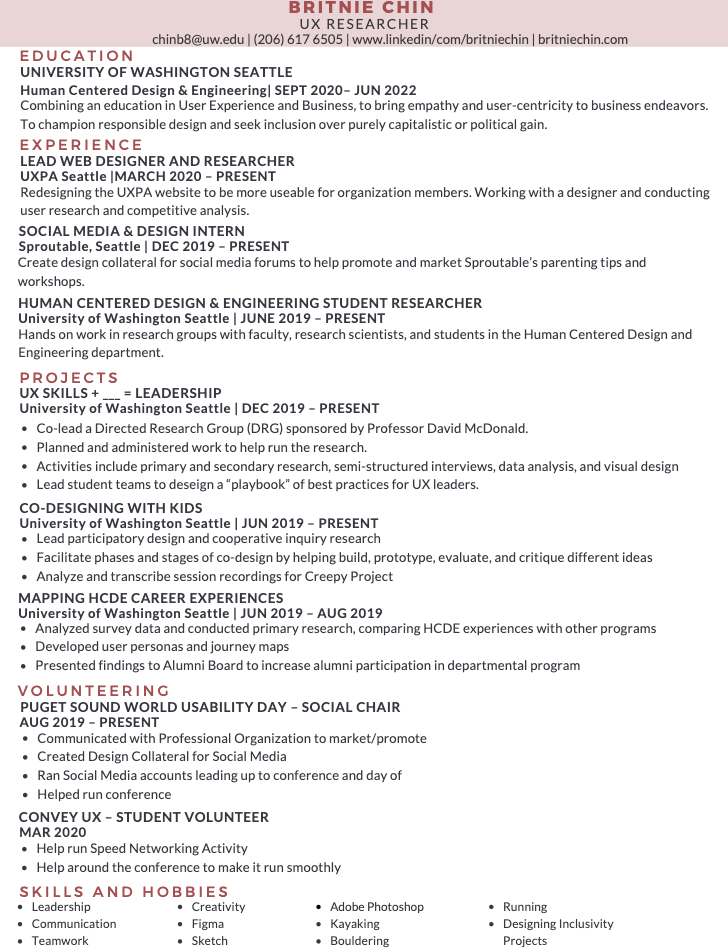 BRITNIE CHIN
UX RESEARCHER
chinb8@uw.edu | (206) 617 6505 | www.linkedin/com/britniechin | britniechin.com
EDUCATION
UNIVERSITY OF WASHINGTON SEATTLE
Human Centered Design & Engineering| SEPT 2020– JUN 2022
Combining an education in User Experience and Business, to bring empathy and user-centricity to business endeavors.
To champion responsible design and seek inclusion over purely capitalistic or political gain.
EXPERIENCE
LEAD WEB DESIGNER AND RESEARCHER
UXPA Seattle |MARCH 2020 – PRESENT
Redesigning the UXPA website to be more useable for organization members. Working with a designer and conducting
user research and competitive analysis.
SOCIAL MEDIA & DESIGN INTERN
Sproutable, Seattle | DEC 2019 – PRESENT
Create design collateral for social media forums to help promote and market Sproutable’s parenting tips and
workshops.
HUMAN CENTERED DESIGN & ENGINEERING STUDENT RESEARCHER
University of Washington Seattle | JUNE 2019 – PRESENT
Hands on work in research groups with faculty, research scientists, and students in the Human Centered Design and
Engineering department.
PROJECTS
UX SKILLS + ___ = LEADERSHIP
University of Washington Seattle | DEC 2019 – PRESENT
• Co-lead a Directed Research Group (DRG) sponsored by Professor David McDonald.
• Planned and administered work to help run the research.
• Activities include primary and secondary research, semi-structured interviews, data analysis, and visual design
• Lead student teams to deseign a “playbook” of best practices for UX leaders.
CO-DESIGNING WITH KIDS
University of Washington Seattle | JUN 2019 – PRESENT
• Lead participatory design and cooperative inquiry research
• Facilitate phases and stages of co-design by helping build, prototype, evaluate, and critique different ideas
• Analyze and transcribe session recordings for Creepy Project
MAPPING HCDE CAREER EXPERIENCES
University of Washington Seattle | JUN 2019 – AUG 2019
• Analyzed survey data and conducted primary research, comparing HCDE experiences with other programs
• Developed user personas and journey maps
• Presented findings to Alumni Board to increase alumni participation in departmental program
VOLUNTEERING
PUGET SOUND WORLD USABILITY DAY – SOCIAL CHAIR
AUG 2019 – PRESENT
• Communicated with Professional Organization to market/promote
• Created Design Collateral for Social Media
• Ran Social Media accounts leading up to conference and day of
• Helped run conference
CONVEY UX – STUDENT VOLUNTEER
MAR 2020
• Help run Speed Networking Activity
• Help around the conference to make it run smoothly
SKILLS AND HOBBIES
• Leadership • Creativity • Adobe Photoshop • Running
• Communication • Figma • Kayaking • Designing Inclusivity
• Teamwork • Sketch • Bouldering Projects